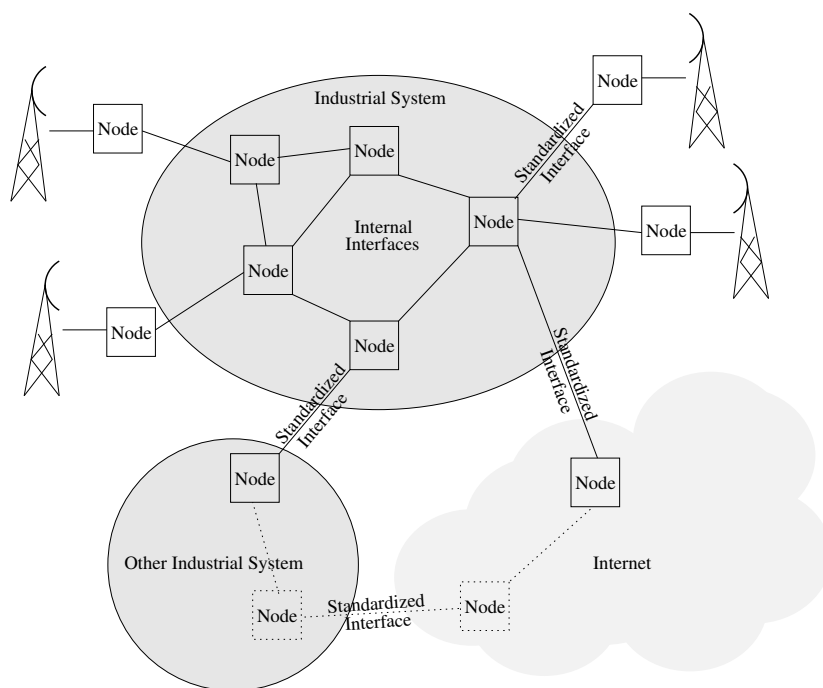 Industrial System
Node
Node
Node
Node
Standardized
Interface
Node
Internal
Interfaces
Node
Node
Node
Node
Node
Standardized
Interface
Standardized
Interface
Node
Node
Other Industrial System
Internet
Node
Standardized
Interface
Node